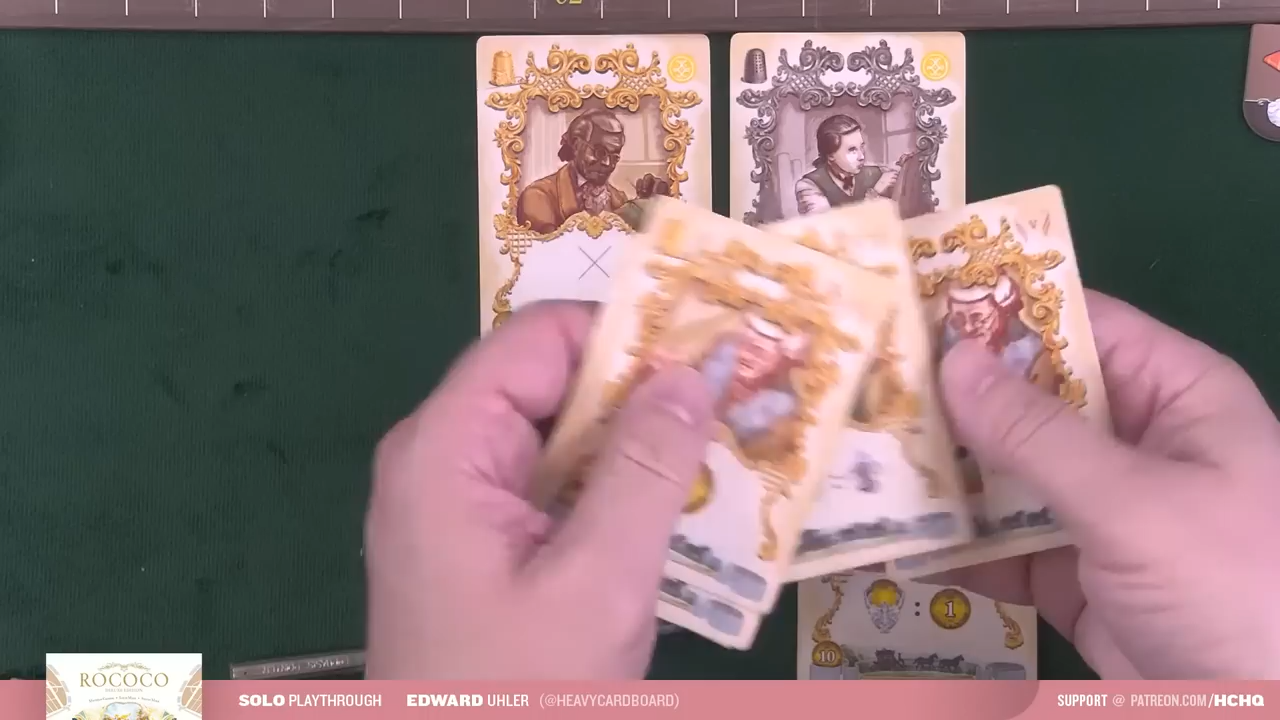 1
10
ROCOCO
SOLO PLAYTHROUGH EDWARD UHLER (@HEAVYCARDBOARD)
SUPPORT @ PATREON.COM/HCHQ